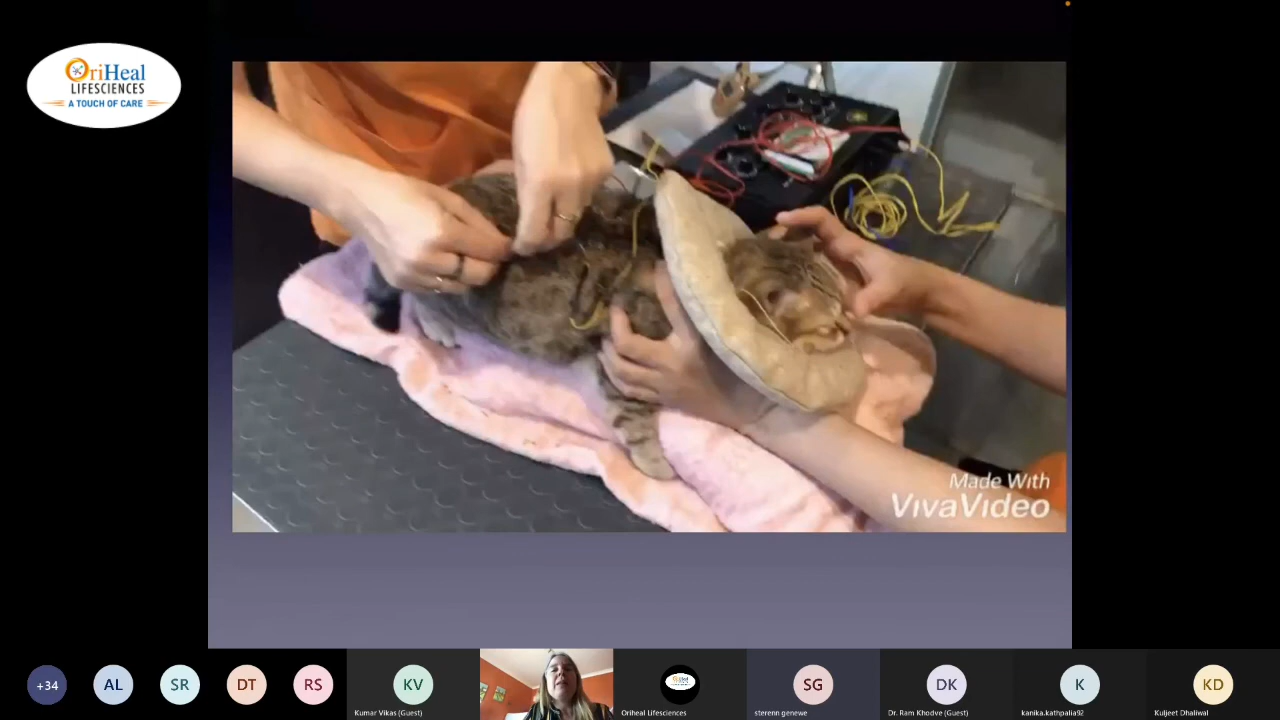 OriHeal
LIFESCIENCES
A TOUCH OF CARE
Made With
VivaVideo
+34
AL
SR
DT
RS
KV
SG
DK
K
KD
Kumar Vikas (Guest)
Oriheal Lifesciences
sterenn genewe
Dr. Ram Khodve (Guest)
kanika.kathpalia92
Kuljeet Dhaliwal